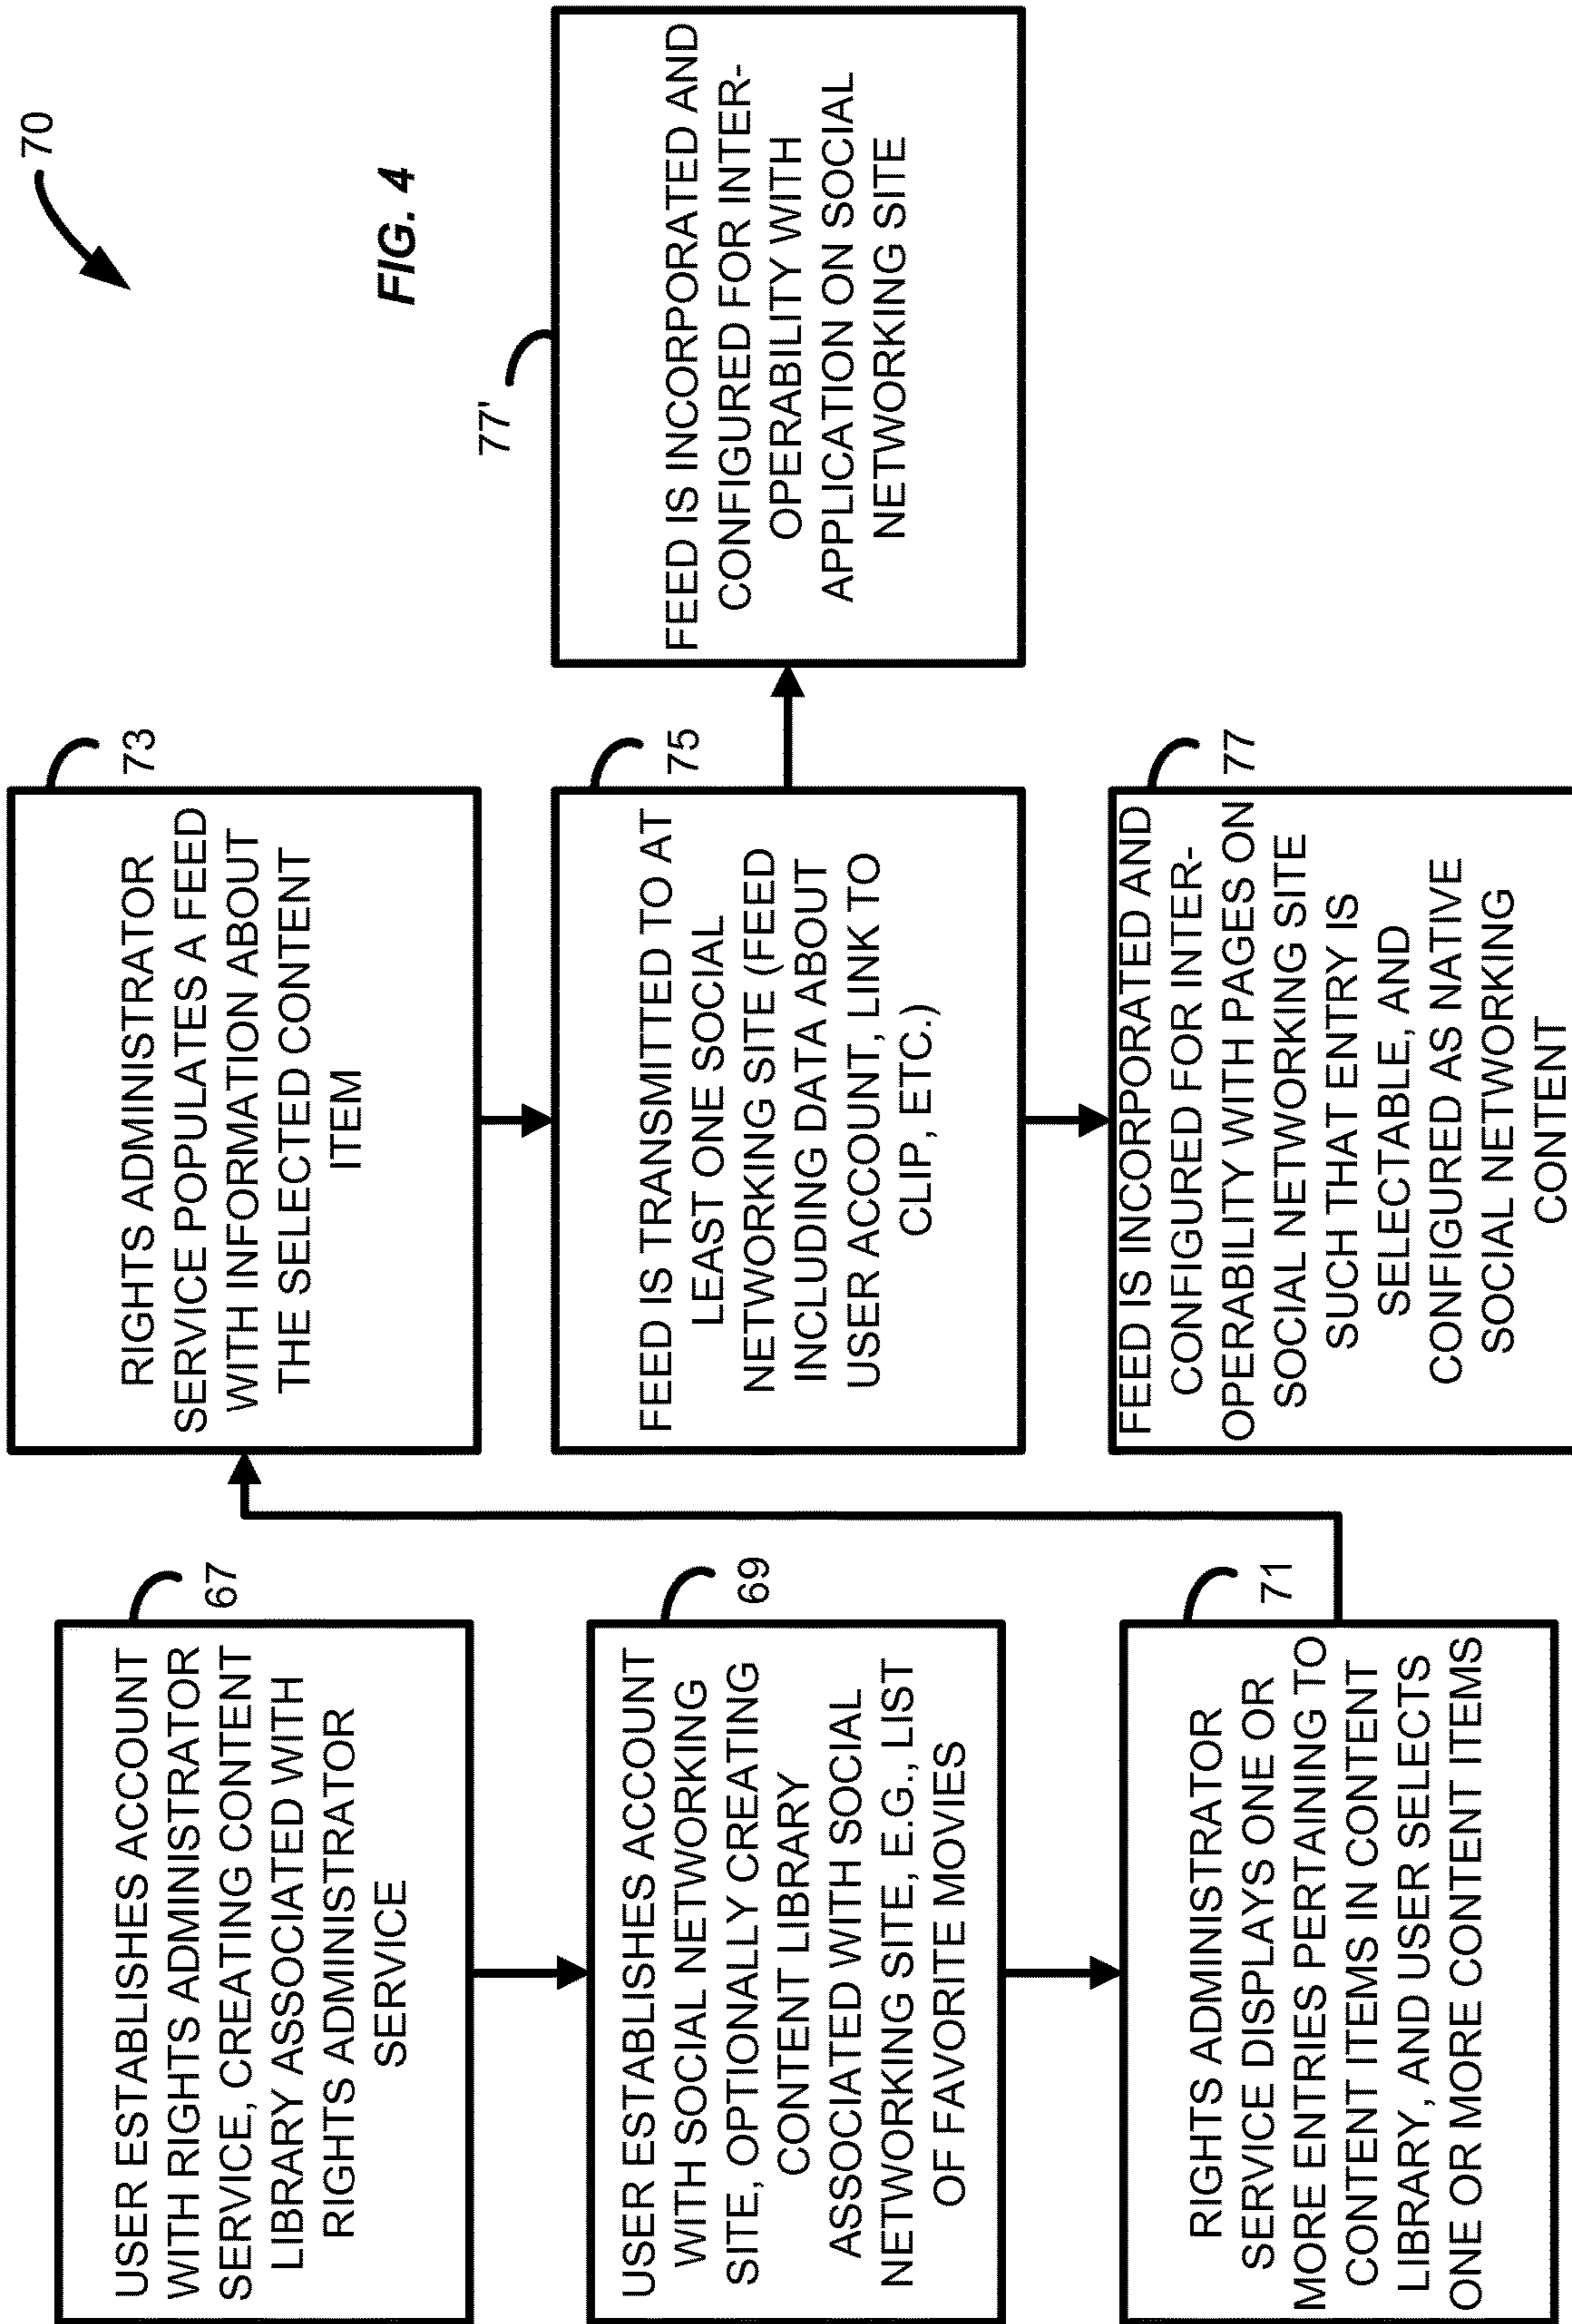 70
FIG. 4
USER ESTABLISHES ACCOUNT
WITH RIGHTS ADMINISTRATOR
SERVICE, CREATING CONTENT
LIBRARY ASSOCIATED WITH
RIGHTS ADMINISTRATOR
SERVICE
67
USER ESTABLISHES ACCOUNT
WITH SOCIAL NETWORKING
SITE, OPTIONALLY CREATING
CONTENT LIBRARY
ASSOCIATED WITH SOCIAL
NETWORKING SITE, E.G., LIST
OF FAVORITE MOVIES
69
RIGHTS ADMINISTRATOR
SERVICE DISPLAYS ONE OR
MORE ENTRIES PERTAINING TO
CONTENT ITEMS IN CONTENT
LIBRARY, AND USER SELECTS
ONE OR MORE CONTENT ITEMS
71
RIGHTS ADMINISTRATOR
SERVICE POPULATES A FEED
WITH INFORMATION ABOUT
THE SELECTED CONTENT
ITEM
73
FEED IS TRANSMITTED TO AT
LEAST ONE SOCIAL
NETWORKING SITE (FEED
INCLUDING DATA ABOUT
USER ACCOUNT, LINK TO
CLIP, ETC.)
75
FEED IS INCORPORATED AND
CONFIGURED FOR INTER-
OPERABILITY WITH PAGES ON
SOCIAL NETWORKING SITE
SUCH THAT ENTRY IS
SELECTABLE, AND
CONFIGURED AS NATIVE
SOCIAL NETWORKING
CONTENT
77
FEED IS INCORPORATED AND
CONFIGURED FOR INTER-
OPERABILITY WITH
APPLICATION ON SOCIAL
NETWORKING SITE
77'